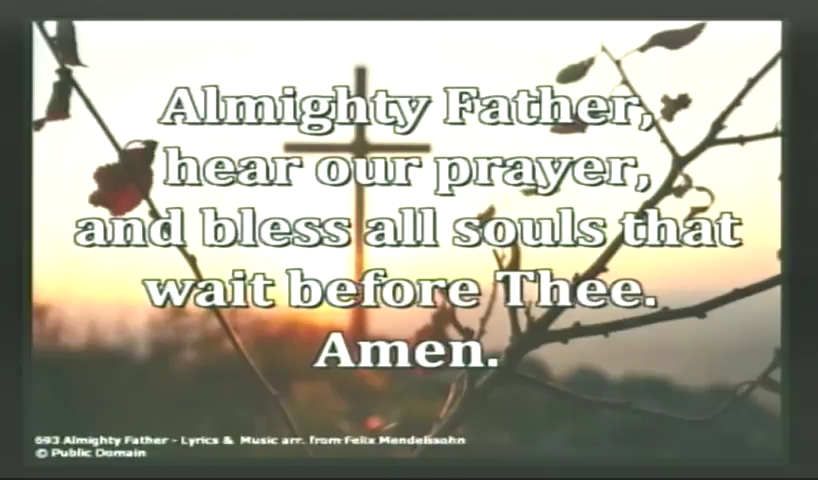 Almighty Father,
hear our prayer,
and bless all souls that
wait before Thee.
Amen.
693 Almighty Father - Lyrics & Music arr. from Felix Mendelssohn
© Public Domain